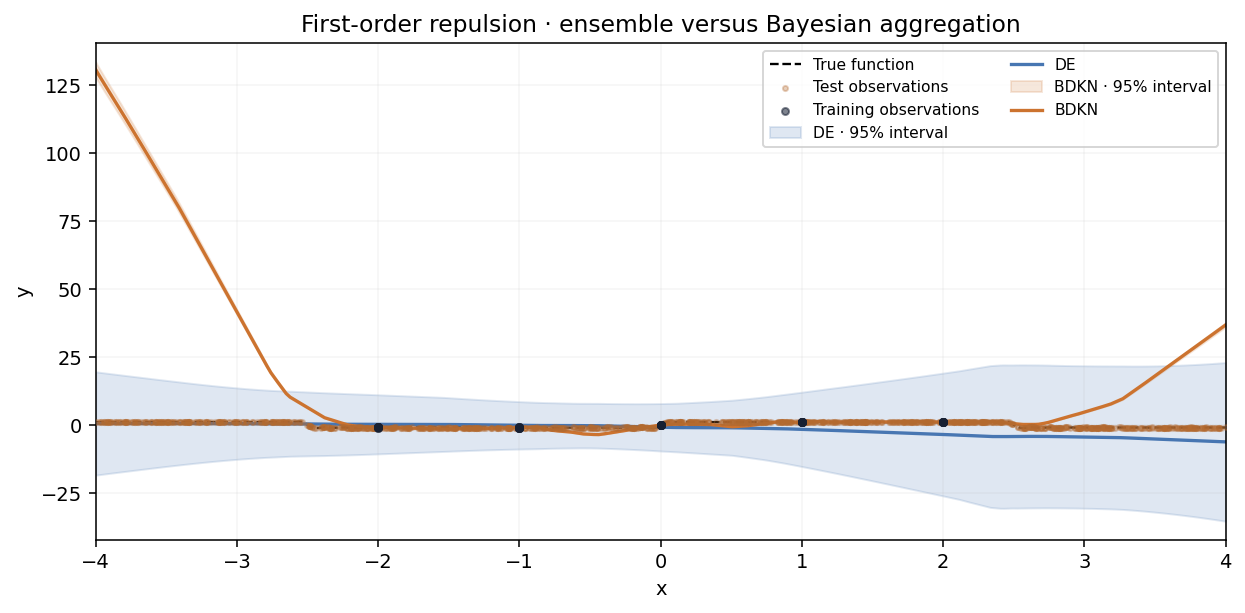 First-order repulsion · ensemble versus Bayesian aggregation
True function
Test observations
Training observations
DE · 95% interval
DE
BDKN · 95% interval
BDKN
y
125
100
75
50
25
0
−25
−4
−3
−2
−1
0
1
2
3
4
x